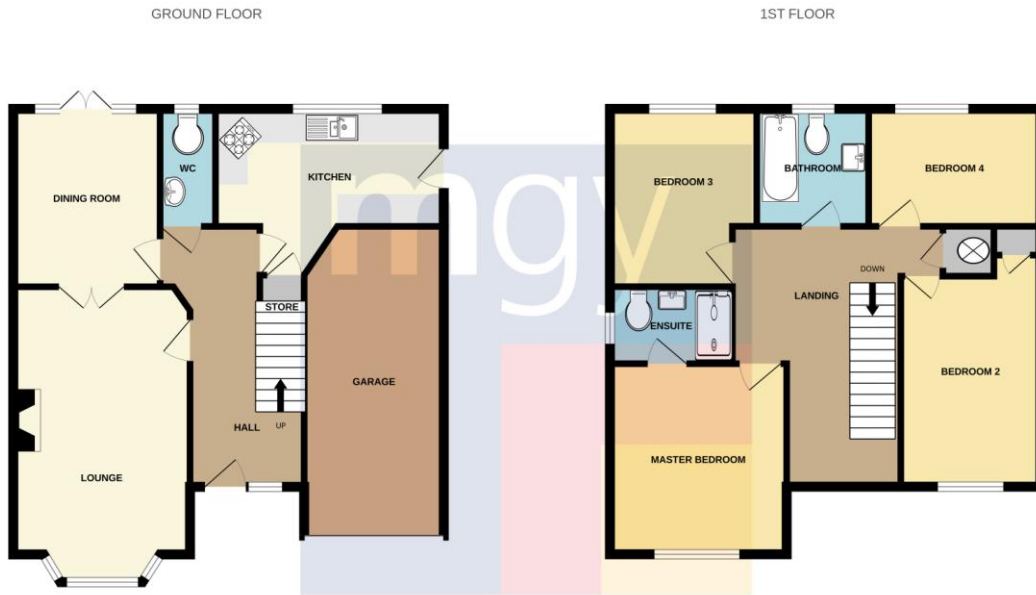 GROUND FLOOR
1ST FLOOR
DINING ROOM
WC
KITCHEN
STORE
GARAGE
UP
HALL
LOUNGE
BEDROOM 3
BATHROOM
BEDROOM 4
DOWN
LANDING
ENSUITE
BEDROOM 2
MASTER BEDROOM
mgy